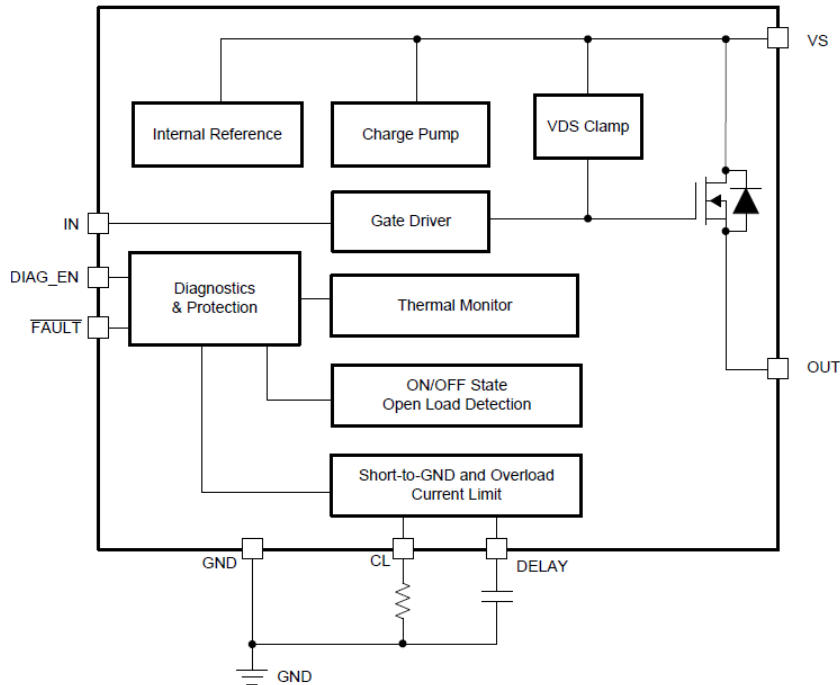 VS
Internal Reference
Charge Pump
VDS Clamp
IN
Gate Driver
DIAG_EN
Diagnostics
& Protection
Thermal Monitor
FAULT
OUT
ON/OFF State
Open Load Detection
Short-to-GND and Overload
Current Limit
GND
CL
DELAY
GND